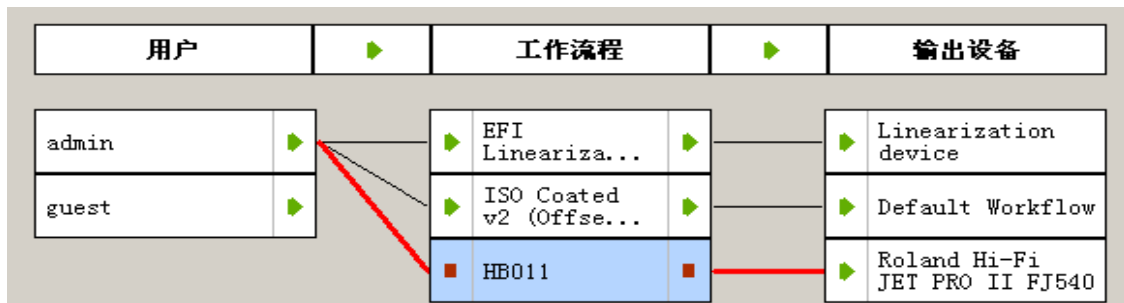 用户
工作流程
输出设备
admin
EFI
Lineariza...
Linearization
device
guest
ISO Coated
v2 (Offse...
Default Workflow
HB011
Roland Hi-Fi
JET PRO II FJ540